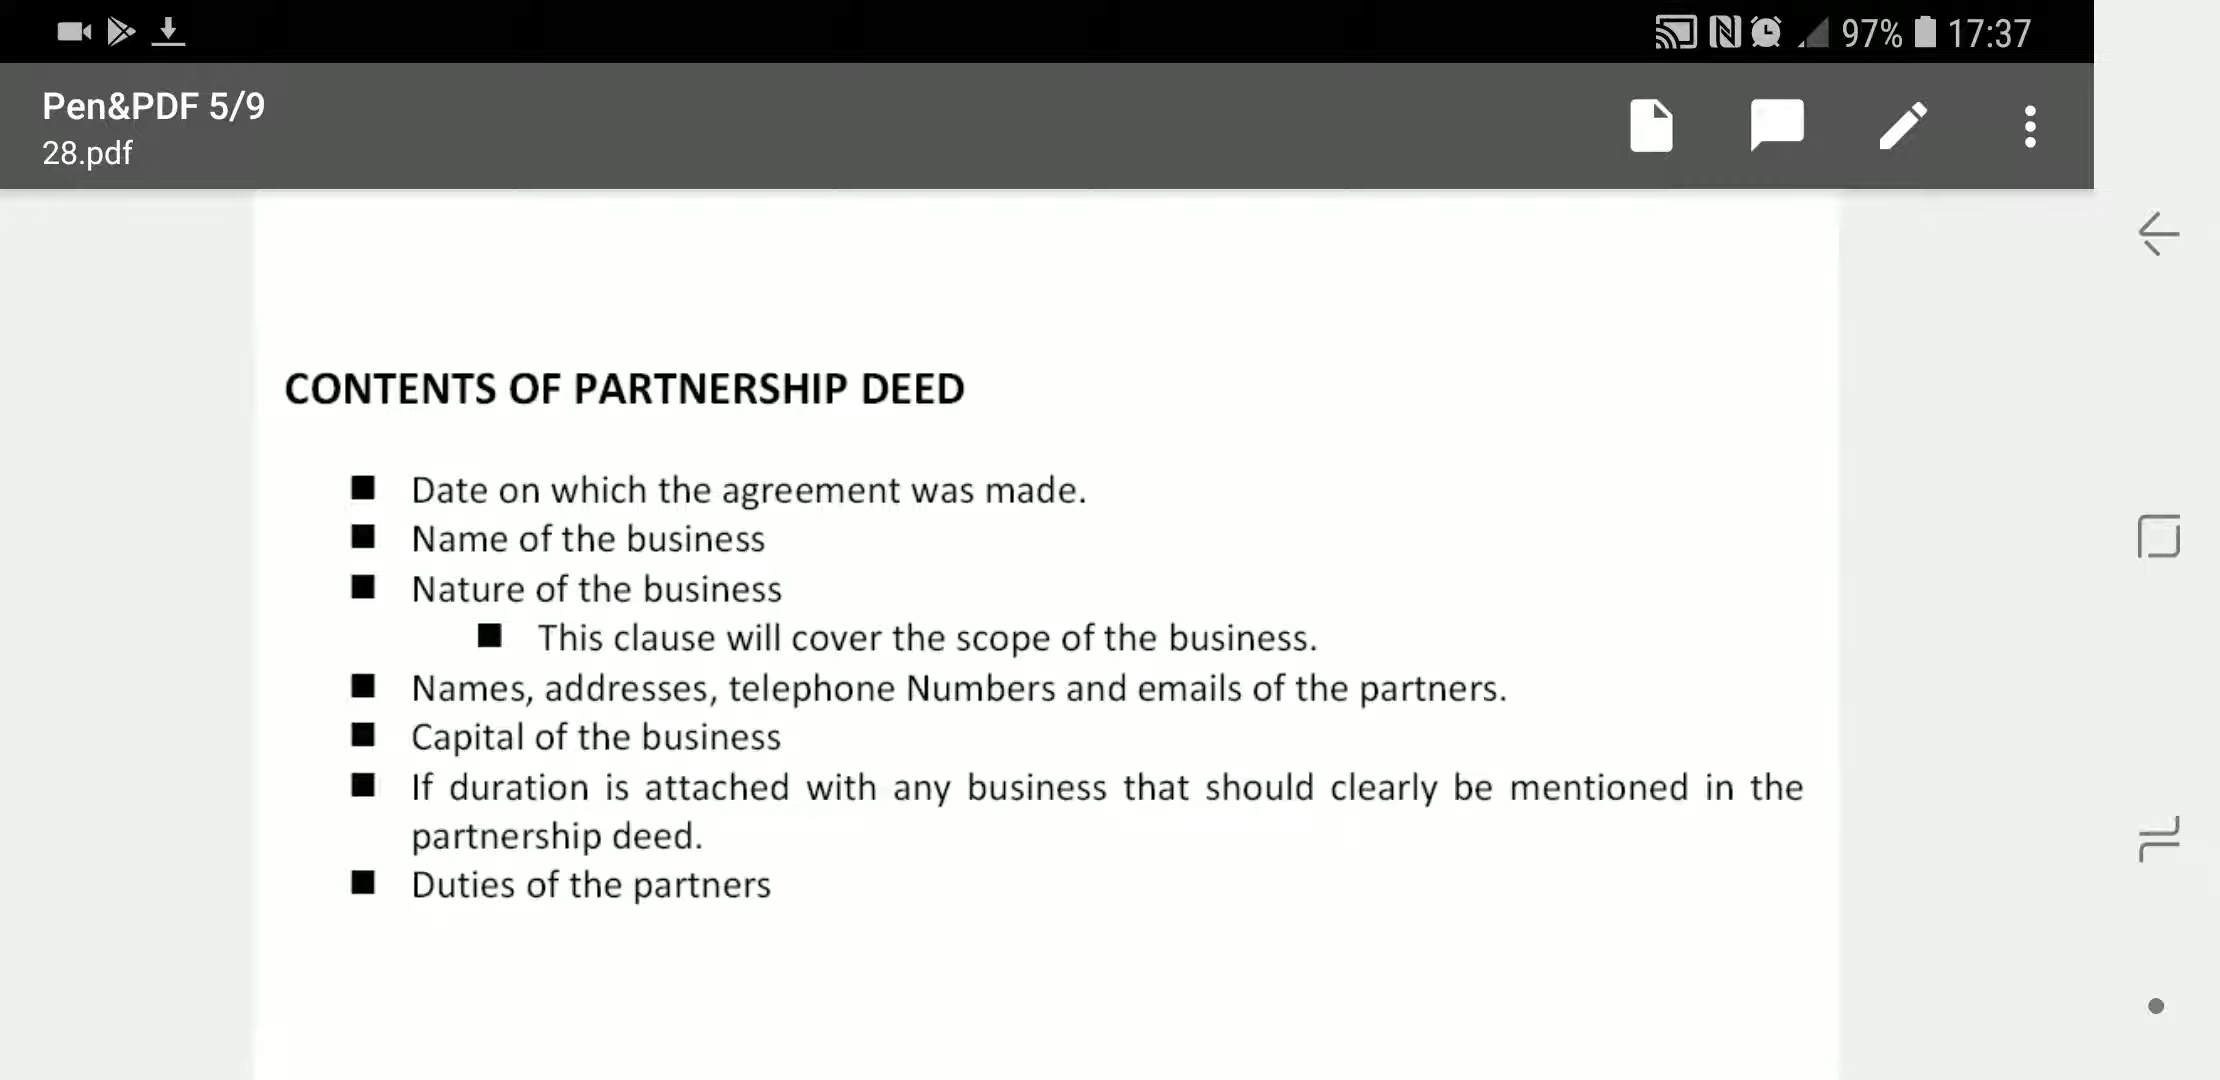 97% 17:37
Pen&PDF 5/9
28.pdf
CONTENTS OF PARTNERSHIP DEED
Date on which the agreement was made.
Name of the business
Nature of the business
This clause will cover the scope of the business.
Names, addresses, telephone Numbers and emails of the partners.
Capital of the business
If duration is attached with any business that should clearly be mentioned in the
partnership deed.
Duties of the partners